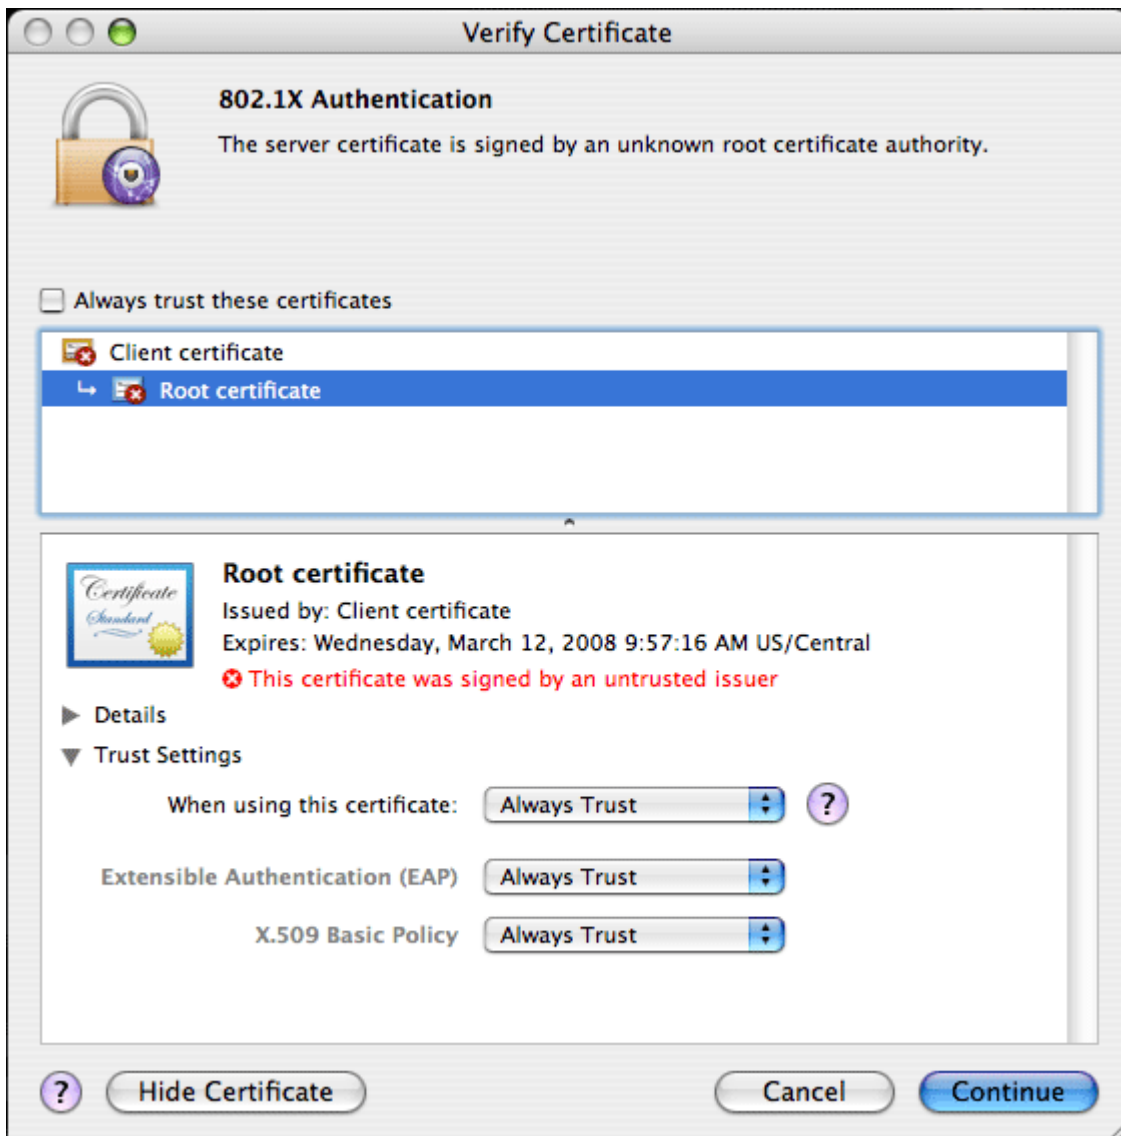 Verify Certificate
802.1X Authentication
The server certificate is signed by an unknown root certificate authority.
Always trust these certificates
Client certificate
Root certificate
Certificate
Standard
Root certificate
Issued by: Client certificate
Expires: Wednesday, March 12, 2008 9:57:16 AM US/Central
This certificate was signed by an untrusted issuer
Details
Trust Settings
When using this certificate: Always Trust ?
Extensible Authentication (EAP) Always Trust
X.509 Basic Policy Always Trust
? Hide Certificate Cancel Continue